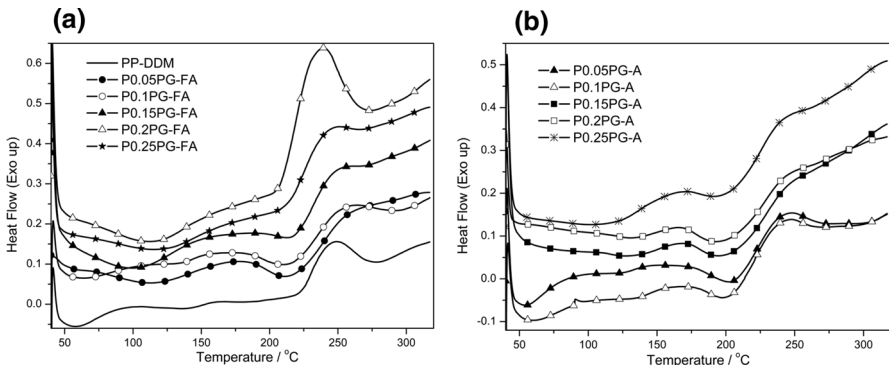 (a)
Heat Flow (Exo up)
0.6
0.5
0.4
0.3
0.2
0.1
0.0
PP-DDM
P0.05PG-FA
P0.1PG-FA
P0.15PG-FA
P0.2PG-FA
P0.25PG-FA
50 100 150 200 250 300
Temperature / °C
(b)
Heat Flow (Exo up)
0.5
0.4
0.3
0.2
0.1
0.0
-0.1
P0.05PG-A
P0.1PG-A
P0.15PG-A
P0.2PG-A
P0.25PG-A
50 100 150 200 250 300
Temperature / °C